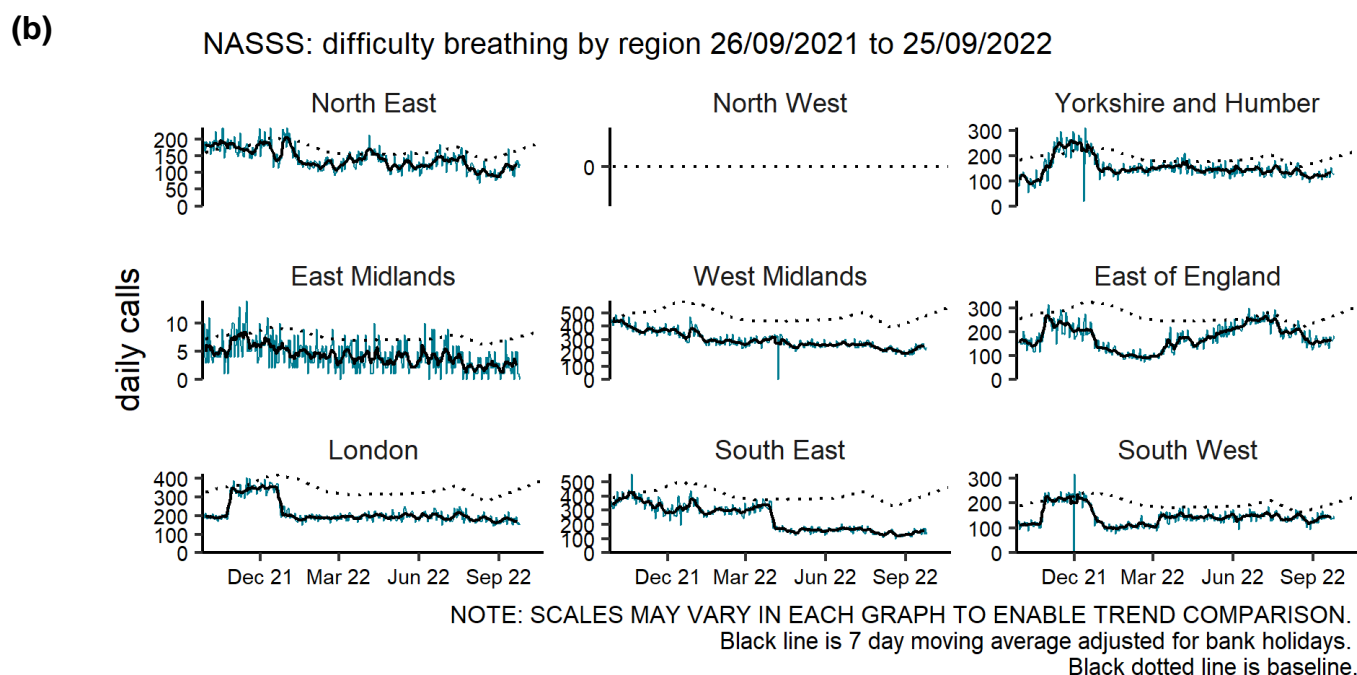 (b)
NASSS: difficulty breathing by region 26/09/2021 to 25/09/2022
North East
North West
Yorkshire and Humber
200
150
100
50
0
0
300
200
100
0
daily calls
East Midlands
West Midlands
East of England
10
5
0
500
400
300
200
100
0
300
200
100
0
London
South East
South West
400
300
200
100
0
500
400
300
200
100
0
300
200
100
0
Dec 21 Mar 22 Jun 22 Sep 22
Dec 21 Mar 22 Jun 22 Sep 22
Dec 21 Mar 22 Jun 22 Sep 22
NOTE: SCALES MAY VARY IN EACH GRAPH TO ENABLE TREND COMPARISON.
Black line is 7 day moving average adjusted for bank holidays.
Black dotted line is baseline.